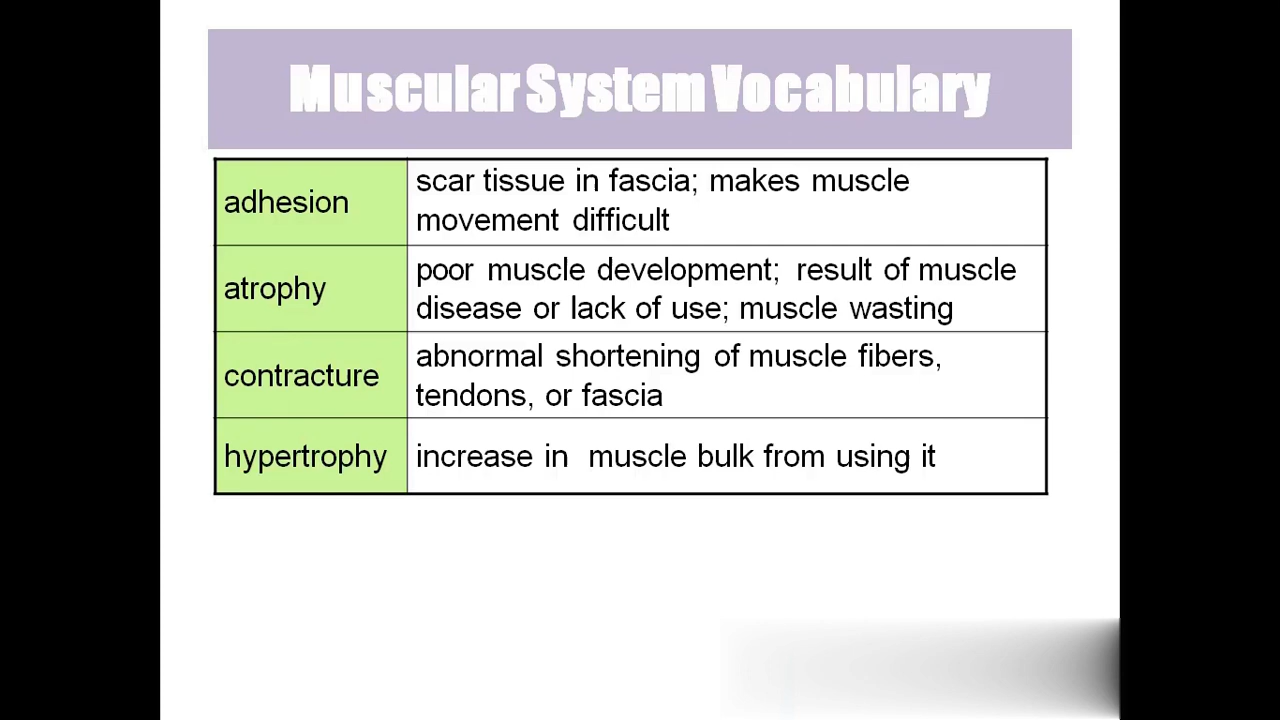 Muscular System Vocabulary
adhesion
scar tissue in fascia; makes muscle
movement difficult
atrophy
poor muscle development; result of muscle
disease or lack of use; muscle wasting
contracture
abnormal shortening of muscle fibers,
tendons, or fascia
hypertrophy
increase in muscle bulk from using it